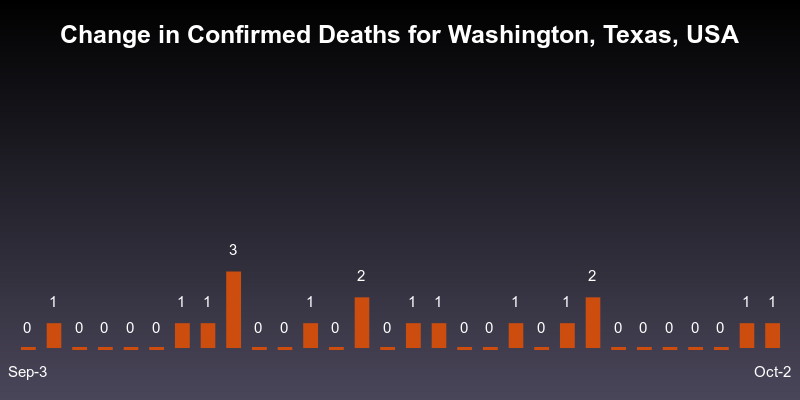 Change in Confirmed Deaths for Washington, Texas, USA
3
2 2
1 1 1 1 1 1 1 1 1 1
0 0 0 0 0 0 0 0 0 0 0 0 0 0 0 0 0
Sep-3 Oct-2